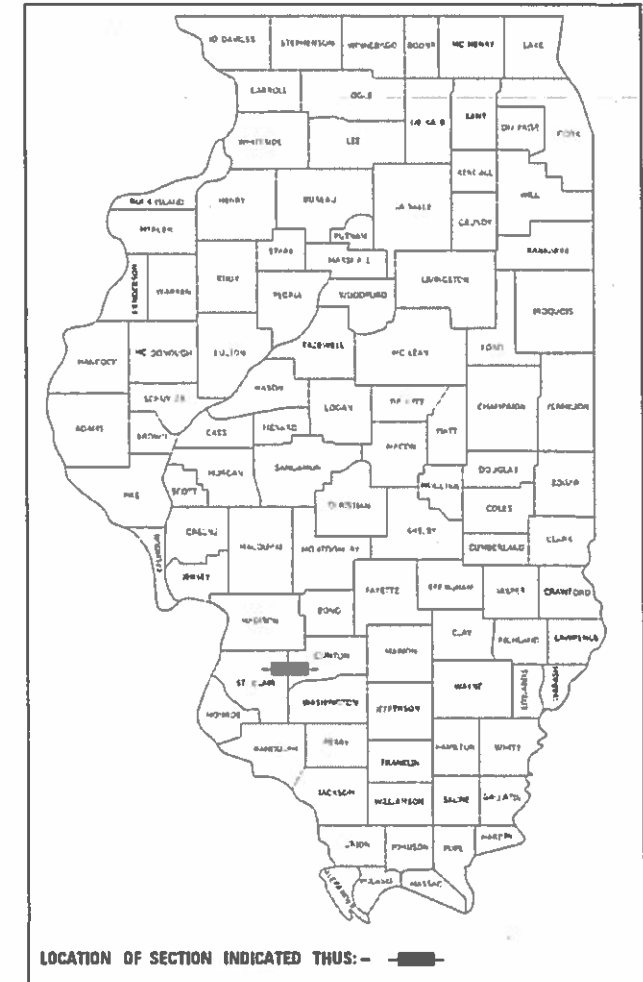 JO DAVIESS STEPHENSON WINNEBAGO BOONE MC HENRY LAKE
CARROLL OGLE
DE KALB KANE DU PAGE COOK
WHITESIDE LEE
KENDALL WILL
ROCK ISLAND HENRY BUREAU LA SALLE GRUNDY
MERCER PUTNAM
STARK MARSHALL KANKAKEE
HENDERSON WARREN KNOX PEORIA WOODFORD LIVINGSTON
IROQUOIS
HANCOCK MC DONOUGH FULTON TAZEWELL MC LEAN FORD
MASON
SCHUYLER LOGAN DE WITT CHAMPAIGN VERMILION
ADAMS BROWN CASS MENARD MACON PIATT
SANGAMON DOUGLAS
PIKE SCOTT MORGAN CHRISTIAN MOULTRIE EDGAR
COLES
GREENE MACOUPIN MONTGOMERY SHELBY CUMBERLAND CLARK
CALHOUN
JERSEY FAYETTE EFFINGHAM JASPER CRAWFORD
MADISON BOND
CLAY RICHLAND LAWRENCE
CLINTON MARION
ST. CLAIR WAYNE EDWARDS WABASH
WASHINGTON JEFFERSON
MONROE
RANDOLPH PERRY HAMILTON WHITE
FRANKLIN
JACKSON WILLIAMSON SALINE GALLATIN
UNION JOHNSON POPE HARDIN
ALEXANDER PULASKI MASSAC
LOCATION OF SECTION INDICATED THUS: -